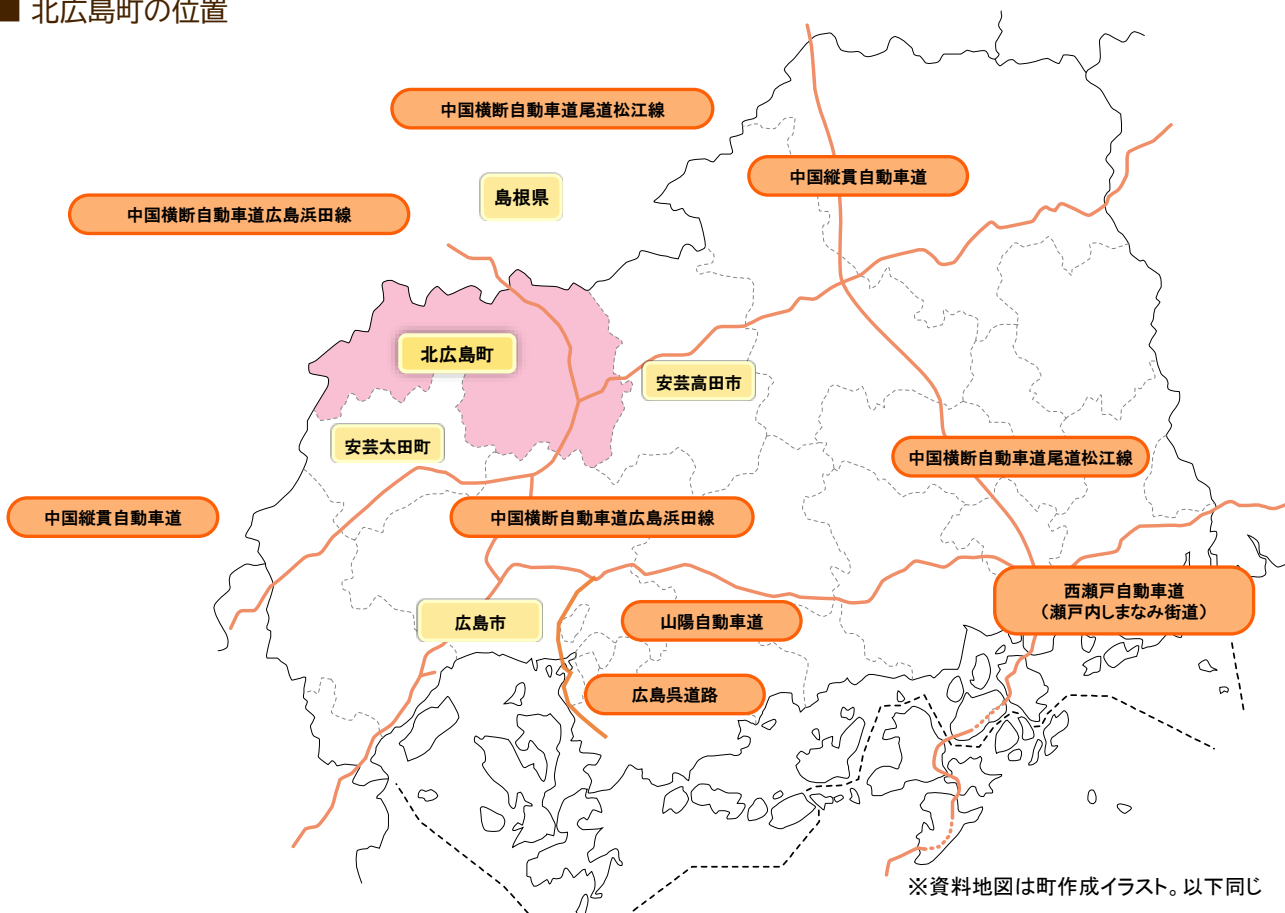 ■ 北広島町の位置
中国横断自動車道尾道松江線
中国縦貫自動車道
島根県
中国横断自動車道広島浜田線
北広島町
安芸高田市
安芸太田町
中国横断自動車道尾道松江線
中国縦貫自動車道
中国横断自動車道広島浜田線
西瀬戸自動車道
（瀬戸内しまなみ街道）
広島市
山陽自動車道
広島呉道路
※資料地図は町作成イラスト。以下同じ